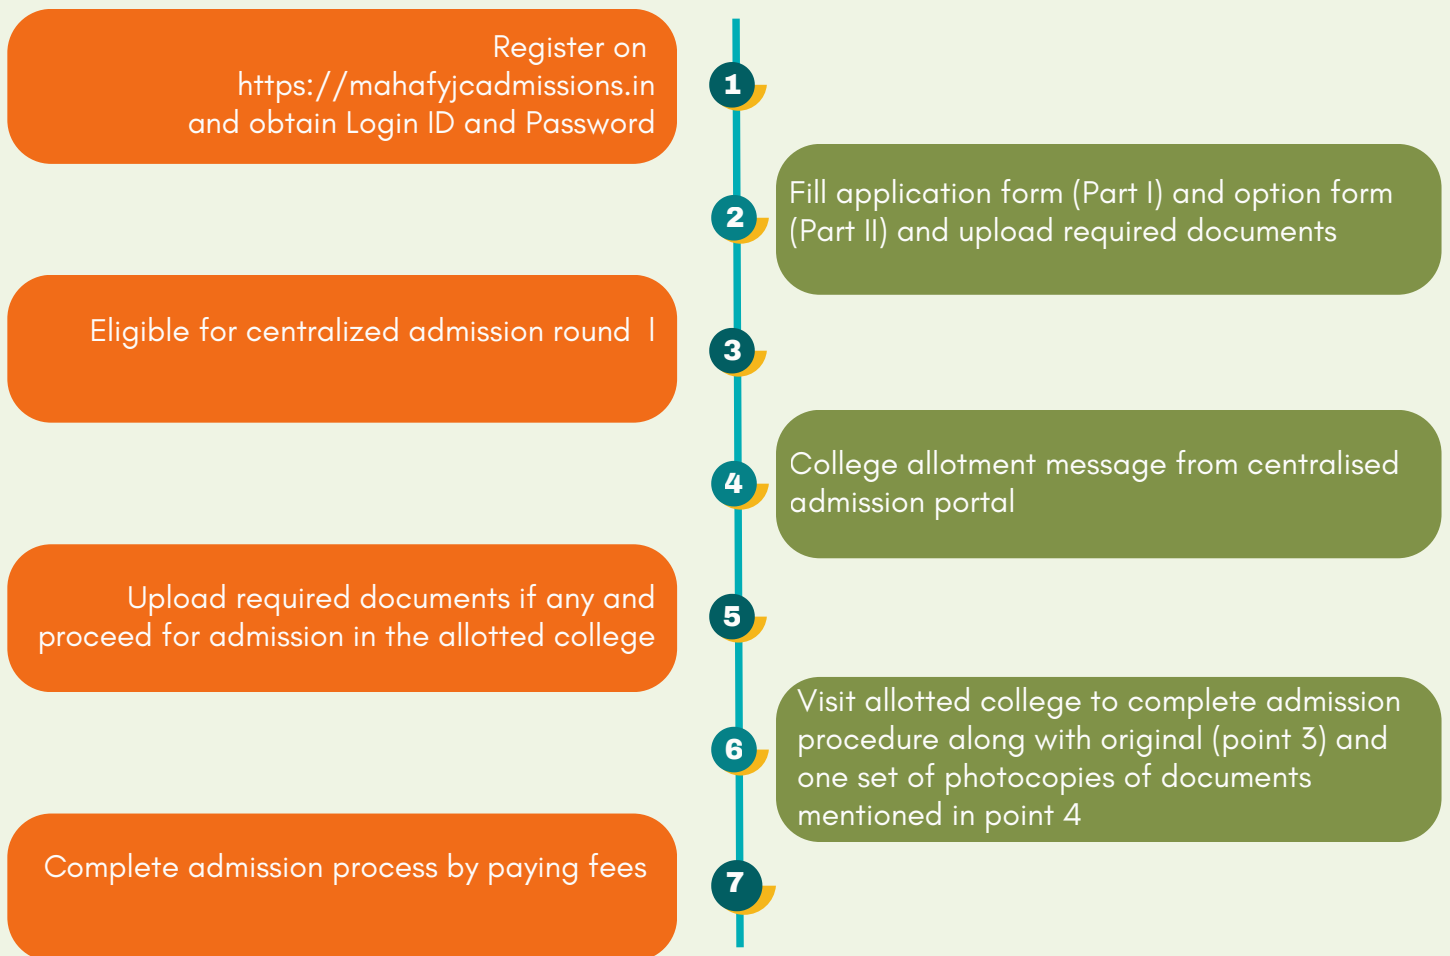 Register on
https://mahafyjcadmissions.in
and obtain Login ID and Password
1
Fill application form (Part I) and option form
(Part II) and upload required documents
2
Eligible for centralized admission round I
3
College allotment message from centralised
admission portal
4
Upload required documents if any and
proceed for admission in the allotted college
5
Visit allotted college to complete admission
procedure along with original (point 3) and
one set of photocopies of documents
mentioned in point 4
6
Complete admission process by paying fees
7